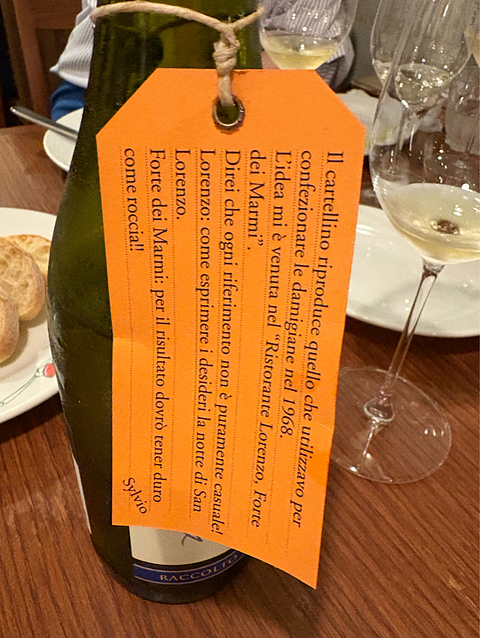 Il cartellino riproduce quello che utilizzavo per
confezionare le damigiane nel 1968.
L'idea mi è venuta nel "Ristorante Lorenzo, Forte
dei Marmi".
Direi che ogni riferimento non è puramente casuale!
Lorenzo: come esprimere i desideri la notte di San
Lorenzo.
Forte dei Marmi: per il risultato dovrò tener duro
come roccia!!
Sylvio
RACCOLTO